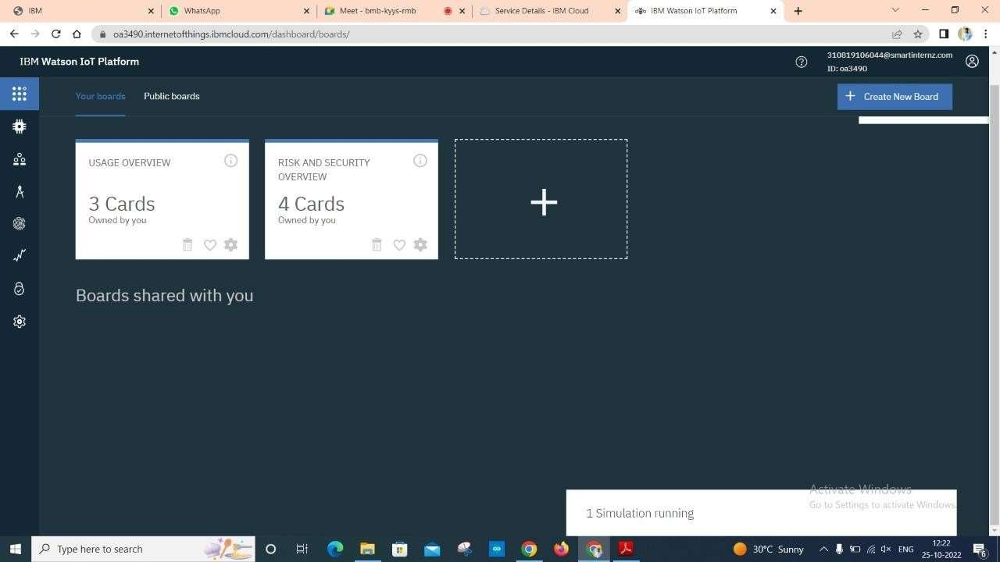 IBM
WhatsApp
Meet - bmb-kyys-rmb
Service Details - IBM Cloud
IBM Watson IoT Platform
oa3490.internetofthings.ibmcloud.com/dashboard/boards/
IBM Watson IoT Platform
310819106044@smartinternz.com
ID: oa3490
Your boards
Public boards
Create New Board
USAGE OVERVIEW
3 Cards
Owned by you
RISK AND SECURITY
OVERVIEW
4 Cards
Owned by you
Boards shared with you
Activate Windows
Go to Settings to activate Windows.
1 Simulation running
Type here to search
30°C Sunny
ENG
12:22
25-10-2022
6